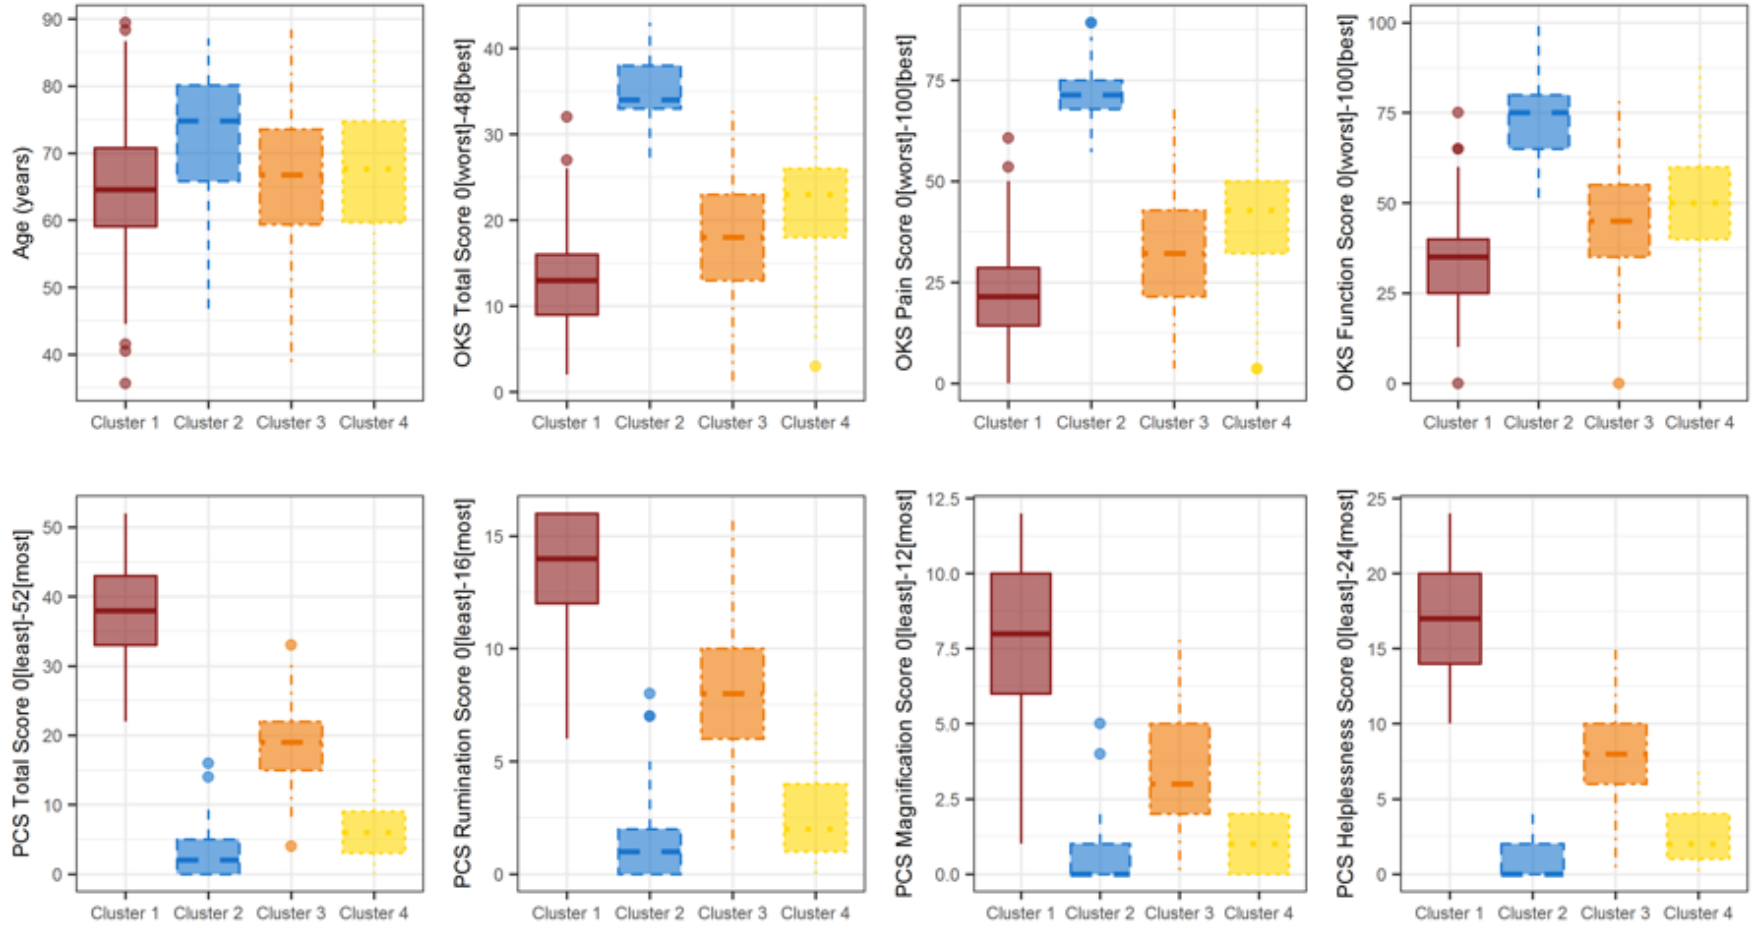 Age (years)
90
80
70
60
50
40
Cluster 1 Cluster 2 Cluster 3 Cluster 4
OKS Total Score 0[worst]-48[best]
40
30
20
10
0
Cluster 1 Cluster 2 Cluster 3 Cluster 4
OKS Pain Score 0[worst]-100[best]
75
50
25
0
Cluster 1 Cluster 2 Cluster 3 Cluster 4
OKS Function Score 0[worst]-100[best]
100
75
50
25
0
Cluster 1 Cluster 2 Cluster 3 Cluster 4
PCS Total Score 0[least]-52[most]
50
40
30
20
10
0
Cluster 1 Cluster 2 Cluster 3 Cluster 4
PCS Rumination Score 0[least]-16[most]
15
10
5
0
Cluster 1 Cluster 2 Cluster 3 Cluster 4
PCS Magnification Score 0[least]-12[most]
12.5
10.0
7.5
5.0
2.5
0.0
Cluster 1 Cluster 2 Cluster 3 Cluster 4
PCS Helplessness Score 0[least]-24[most]
25
20
15
10
5
0
Cluster 1 Cluster 2 Cluster 3 Cluster 4